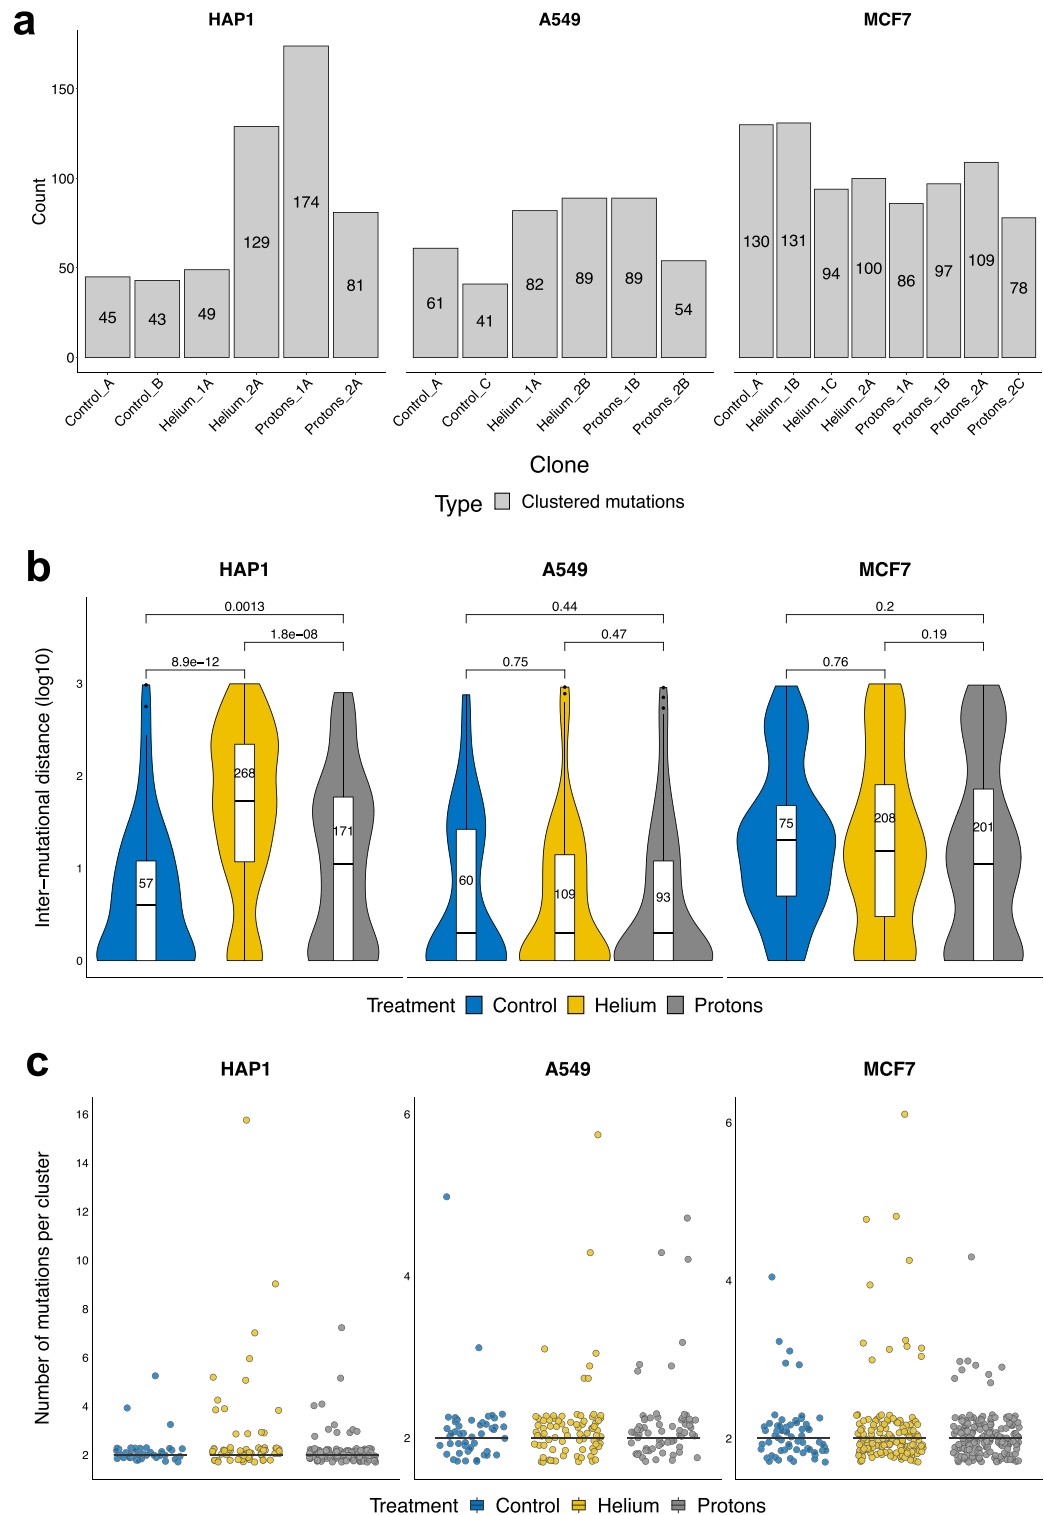 a
HAP1 A549 MCF7
Count
150
100
50
0
45 43 49 129 174 81
61 41 82 89 89 54
130 131 94 100 86 97 109 78
Control_A Control_B Helium_1A Helium_2A Protons_1A Protons_2A
Control_A Control_C Helium_1A Helium_2B Protons_1B Protons_2B
Control_A Helium_1B Helium_1C Helium_2A Protons_1A Protons_1B Protons_2A Protons_2C
Clone
Type Clustered mutations
b
HAP1 A549 MCF7
Inter−mutational distance (log10)
0.0013 0.44 0.2
1.8e−08 0.47 0.19
8.9e−12 0.75 0.76
3
2
1
0
57 268 171
60 109 93
75 208 201
Treatment Control Helium Protons
c
HAP1 A549 MCF7
Number of mutations per cluster
16
14
12
10
8
6
4
2
6
4
2
6
4
2
Treatment Control Helium Protons